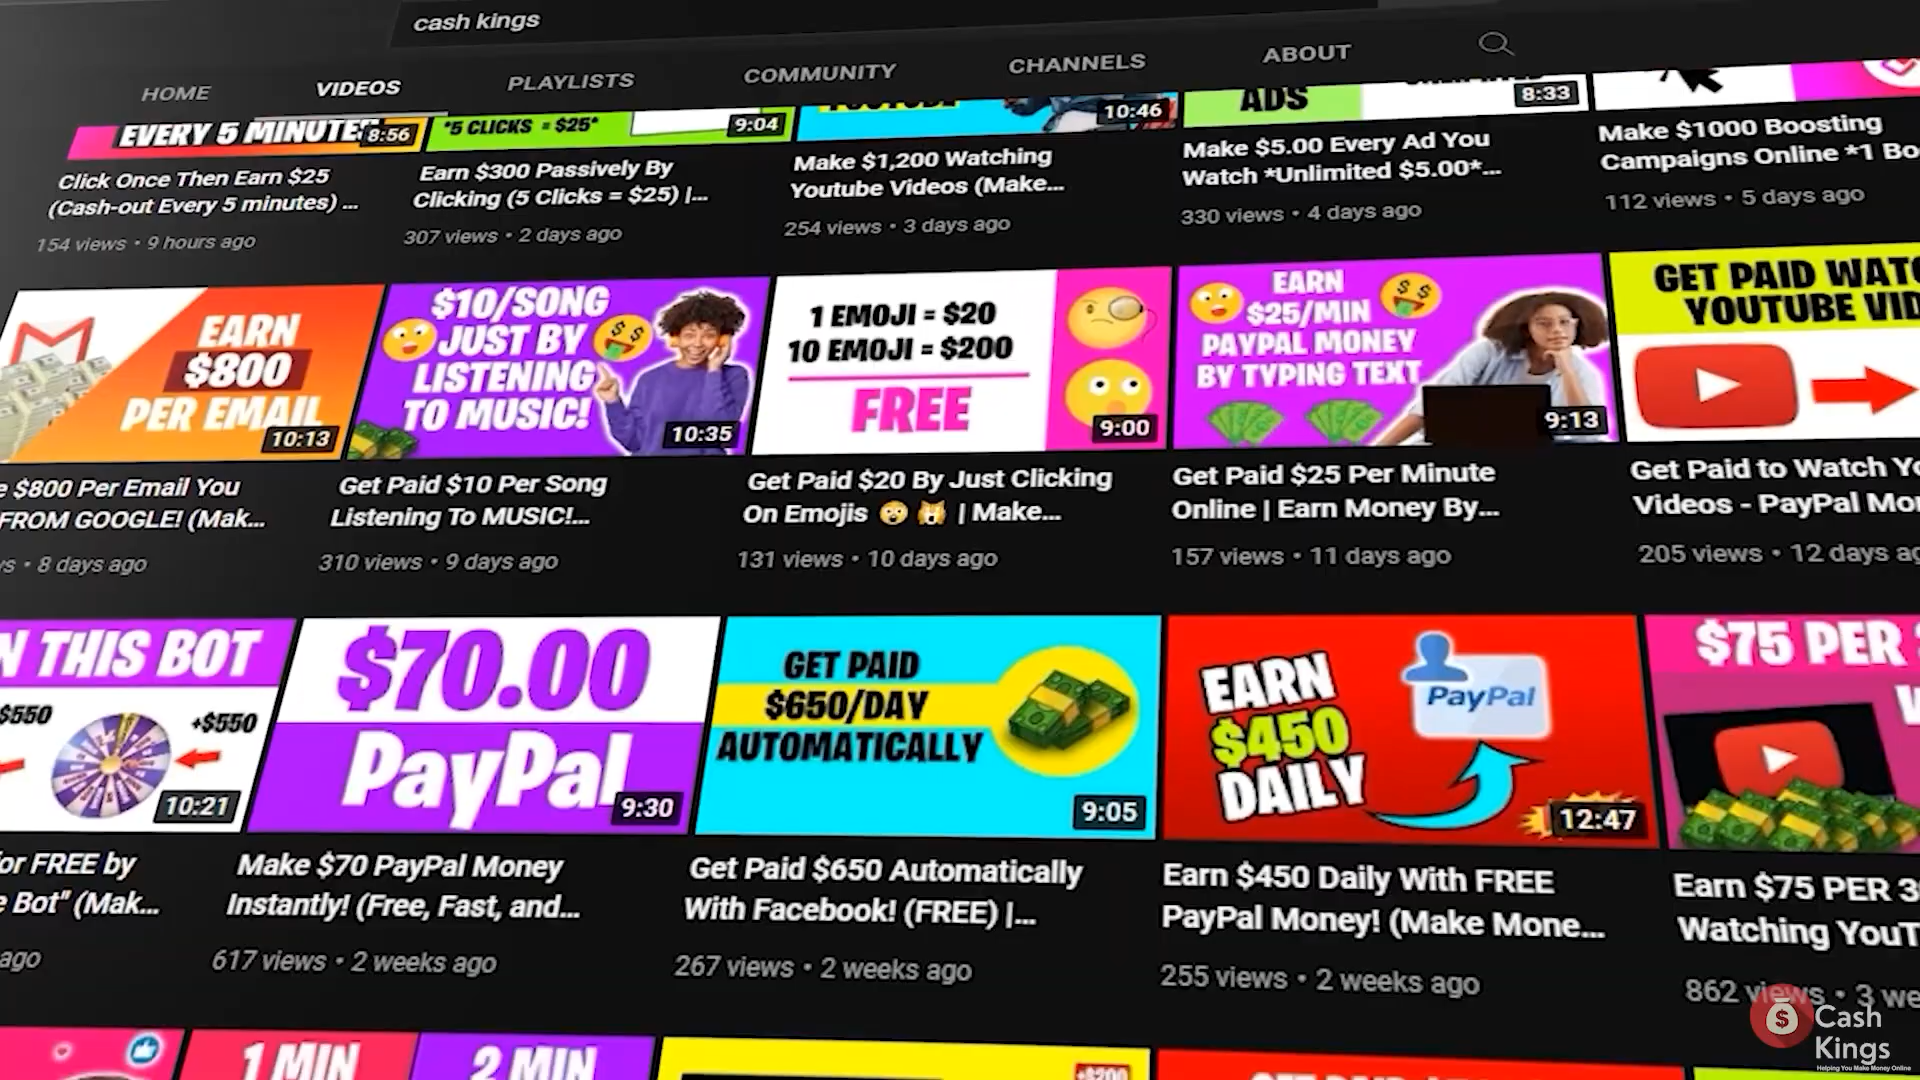 cash kings
HOME
VIDEOS
PLAYLISTS
COMMUNITY
CHANNELS
ABOUT
EVERY 5 MINUTES
8:56
*5 CLICKS = $25*
9:04
YOUTUBE
10:46
ADS
8:33
Click Once Then Earn $25
(Cash-out Every 5 minutes) ...
154 views • 9 hours ago
Earn $300 Passively By
Clicking (5 Clicks = $25) |...
307 views • 2 days ago
Make $1,200 Watching
Youtube Videos (Make...
254 views • 3 days ago
Make $5.00 Every Ad You
Watch *Unlimited $5.00*...
330 views • 4 days ago
Make $1000 Boosting
Campaigns Online *1 Bo
112 views • 5 days ago
EARN
$800
PER EMAIL
10:13
$10/SONG
JUST BY
LISTENING
TO MUSIC!
10:35
1 EMOJI = $20
10 EMOJI = $200
FREE
9:00
EARN
$25/MIN
PAYPAL MONEY
BY TYPING TEXT
9:13
GET PAID WATC
YOUTUBE VID
e $800 Per Email You
FROM GOOGLE! (Mak...
vs • 8 days ago
Get Paid $10 Per Song
Listening To MUSIC!...
310 views • 9 days ago
Get Paid $20 By Just Clicking
On Emojis 😲 🙀 | Make...
131 views • 10 days ago
Get Paid $25 Per Minute
Online | Earn Money By...
157 views • 11 days ago
Get Paid to Watch Yo
Videos - PayPal Mon
205 views • 12 days ag
N THIS BOT
$550
+$550
10:21
$70.00
PayPal
9:30
GET PAID
$650/DAY
AUTOMATICALLY
9:05
EARN
$450
DAILY
PayPal
12:47
$75 PER
or FREE by
e Bot" (Mak...
ago
Make $70 PayPal Money
Instantly! (Free, Fast, and...
617 views • 2 weeks ago
Get Paid $650 Automatically
With Facebook! (FREE) |...
267 views • 2 weeks ago
Earn $450 Daily With FREE
PayPal Money! (Make Mone...
255 views • 2 weeks ago
Earn $75 PER 3
Watching YouT
862 views • 3 we
1 MIN
2 MIN
+$200
Cash
Kings
Helping You Make Money Online